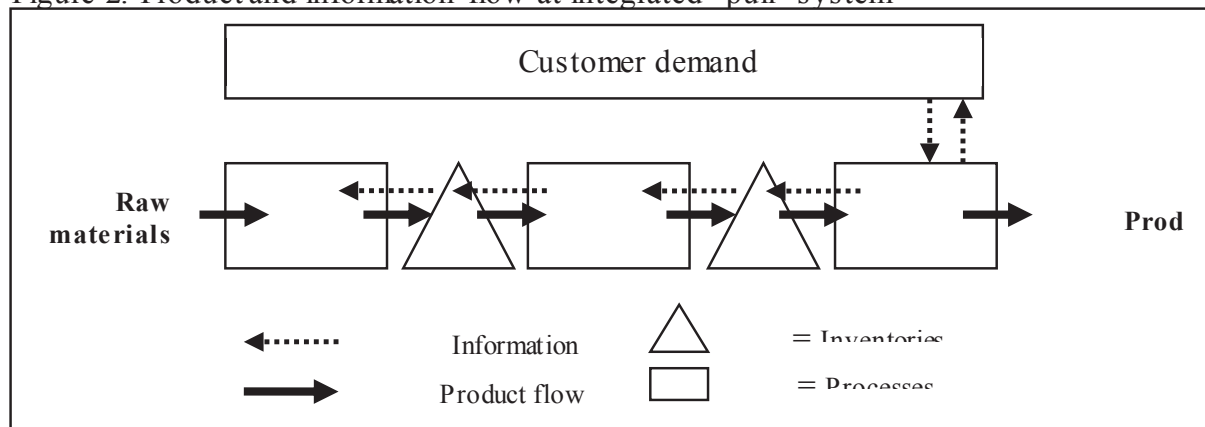 Figure 2: Product and information flow at integrated "pull" system
Customer demand
Raw
materials
Prod
Information
= Inventories
Product flow
= Processes